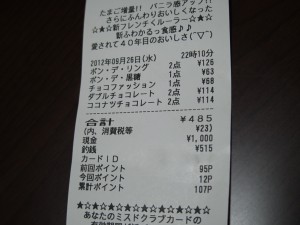 たまご増量!! バニラ感アップ!!
さらにふんわりおいしくなった
☆☆新フレンチくルーラー☆☆
新ふわかるっ食感♪♪
愛されて40年目のおいしさ(⌒▽⌒)
2012年09月26日(水) 22時10分
ポン・デ・リング 2点 ¥126
ポン・デ・黒糖 1点 ¥63
チョコファッション 1点 ¥68
ダブルチョコレート 2点 ¥114
ココナツチョコレート 2点 ¥114
合計 ¥485
(内、消費税等 ¥23)
現金 ¥1,000
釣銭 ¥515
カードID
前回ポイント 95P
今回ポイント 12P
累計ポイント 107P
☆★☆★☆★☆★☆★☆★☆★☆
あなたのミスドクラブカードの